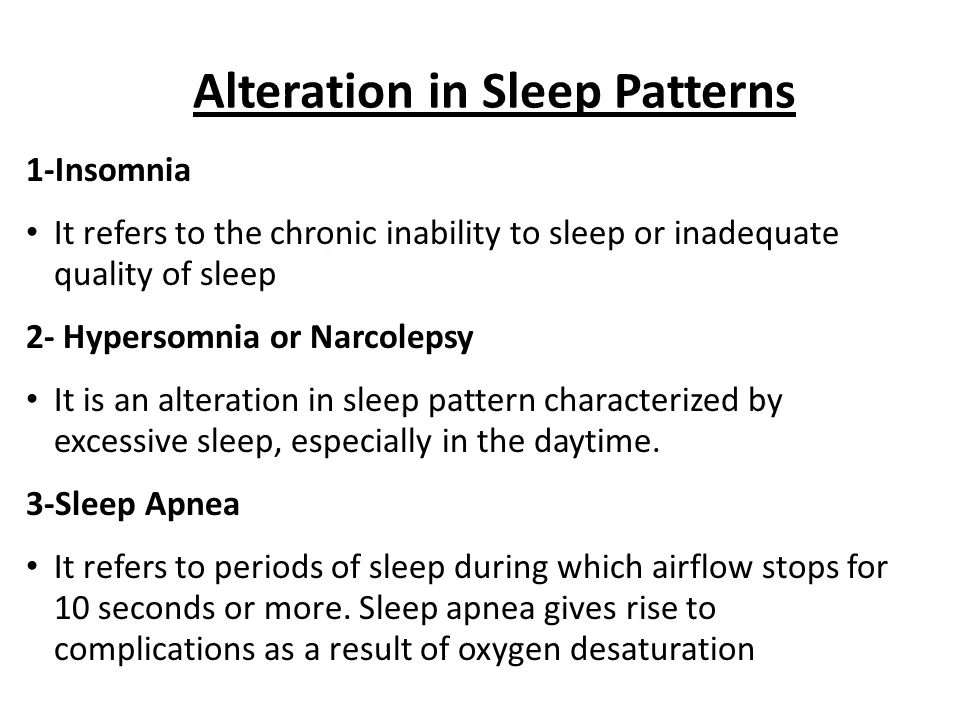 Alteration in Sleep Patterns
1-Insomnia
• It refers to the chronic inability to sleep or inadequate
quality of sleep
2- Hypersomnia or Narcolepsy
• It is an alteration in sleep pattern characterized by
excessive sleep, especially in the daytime.
3-Sleep Apnea
• It refers to periods of sleep during which airflow stops for
10 seconds or more. Sleep apnea gives rise to
complications as a result of oxygen desaturation